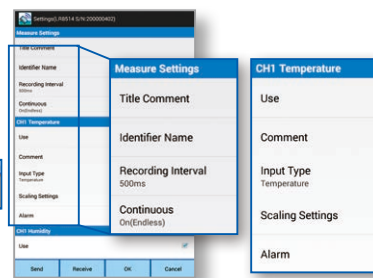 Settings(LR8514 S/N:200000402)
Measure Settings
Title Comment
Identifier Name
Recording Interval
500ms
Continuous
On(Endless)
CH1 Temperature
Use
Comment
Input Type
Temperature
Scaling Settings
Alarm
CH1 Humidity
Use
Send Receive OK Cancel
Measure Settings
Title Comment
Identifier Name
Recording Interval
500ms
Continuous
On(Endless)
CH1 Temperature
Use
Comment
Input Type
Temperature
Scaling Settings
Alarm